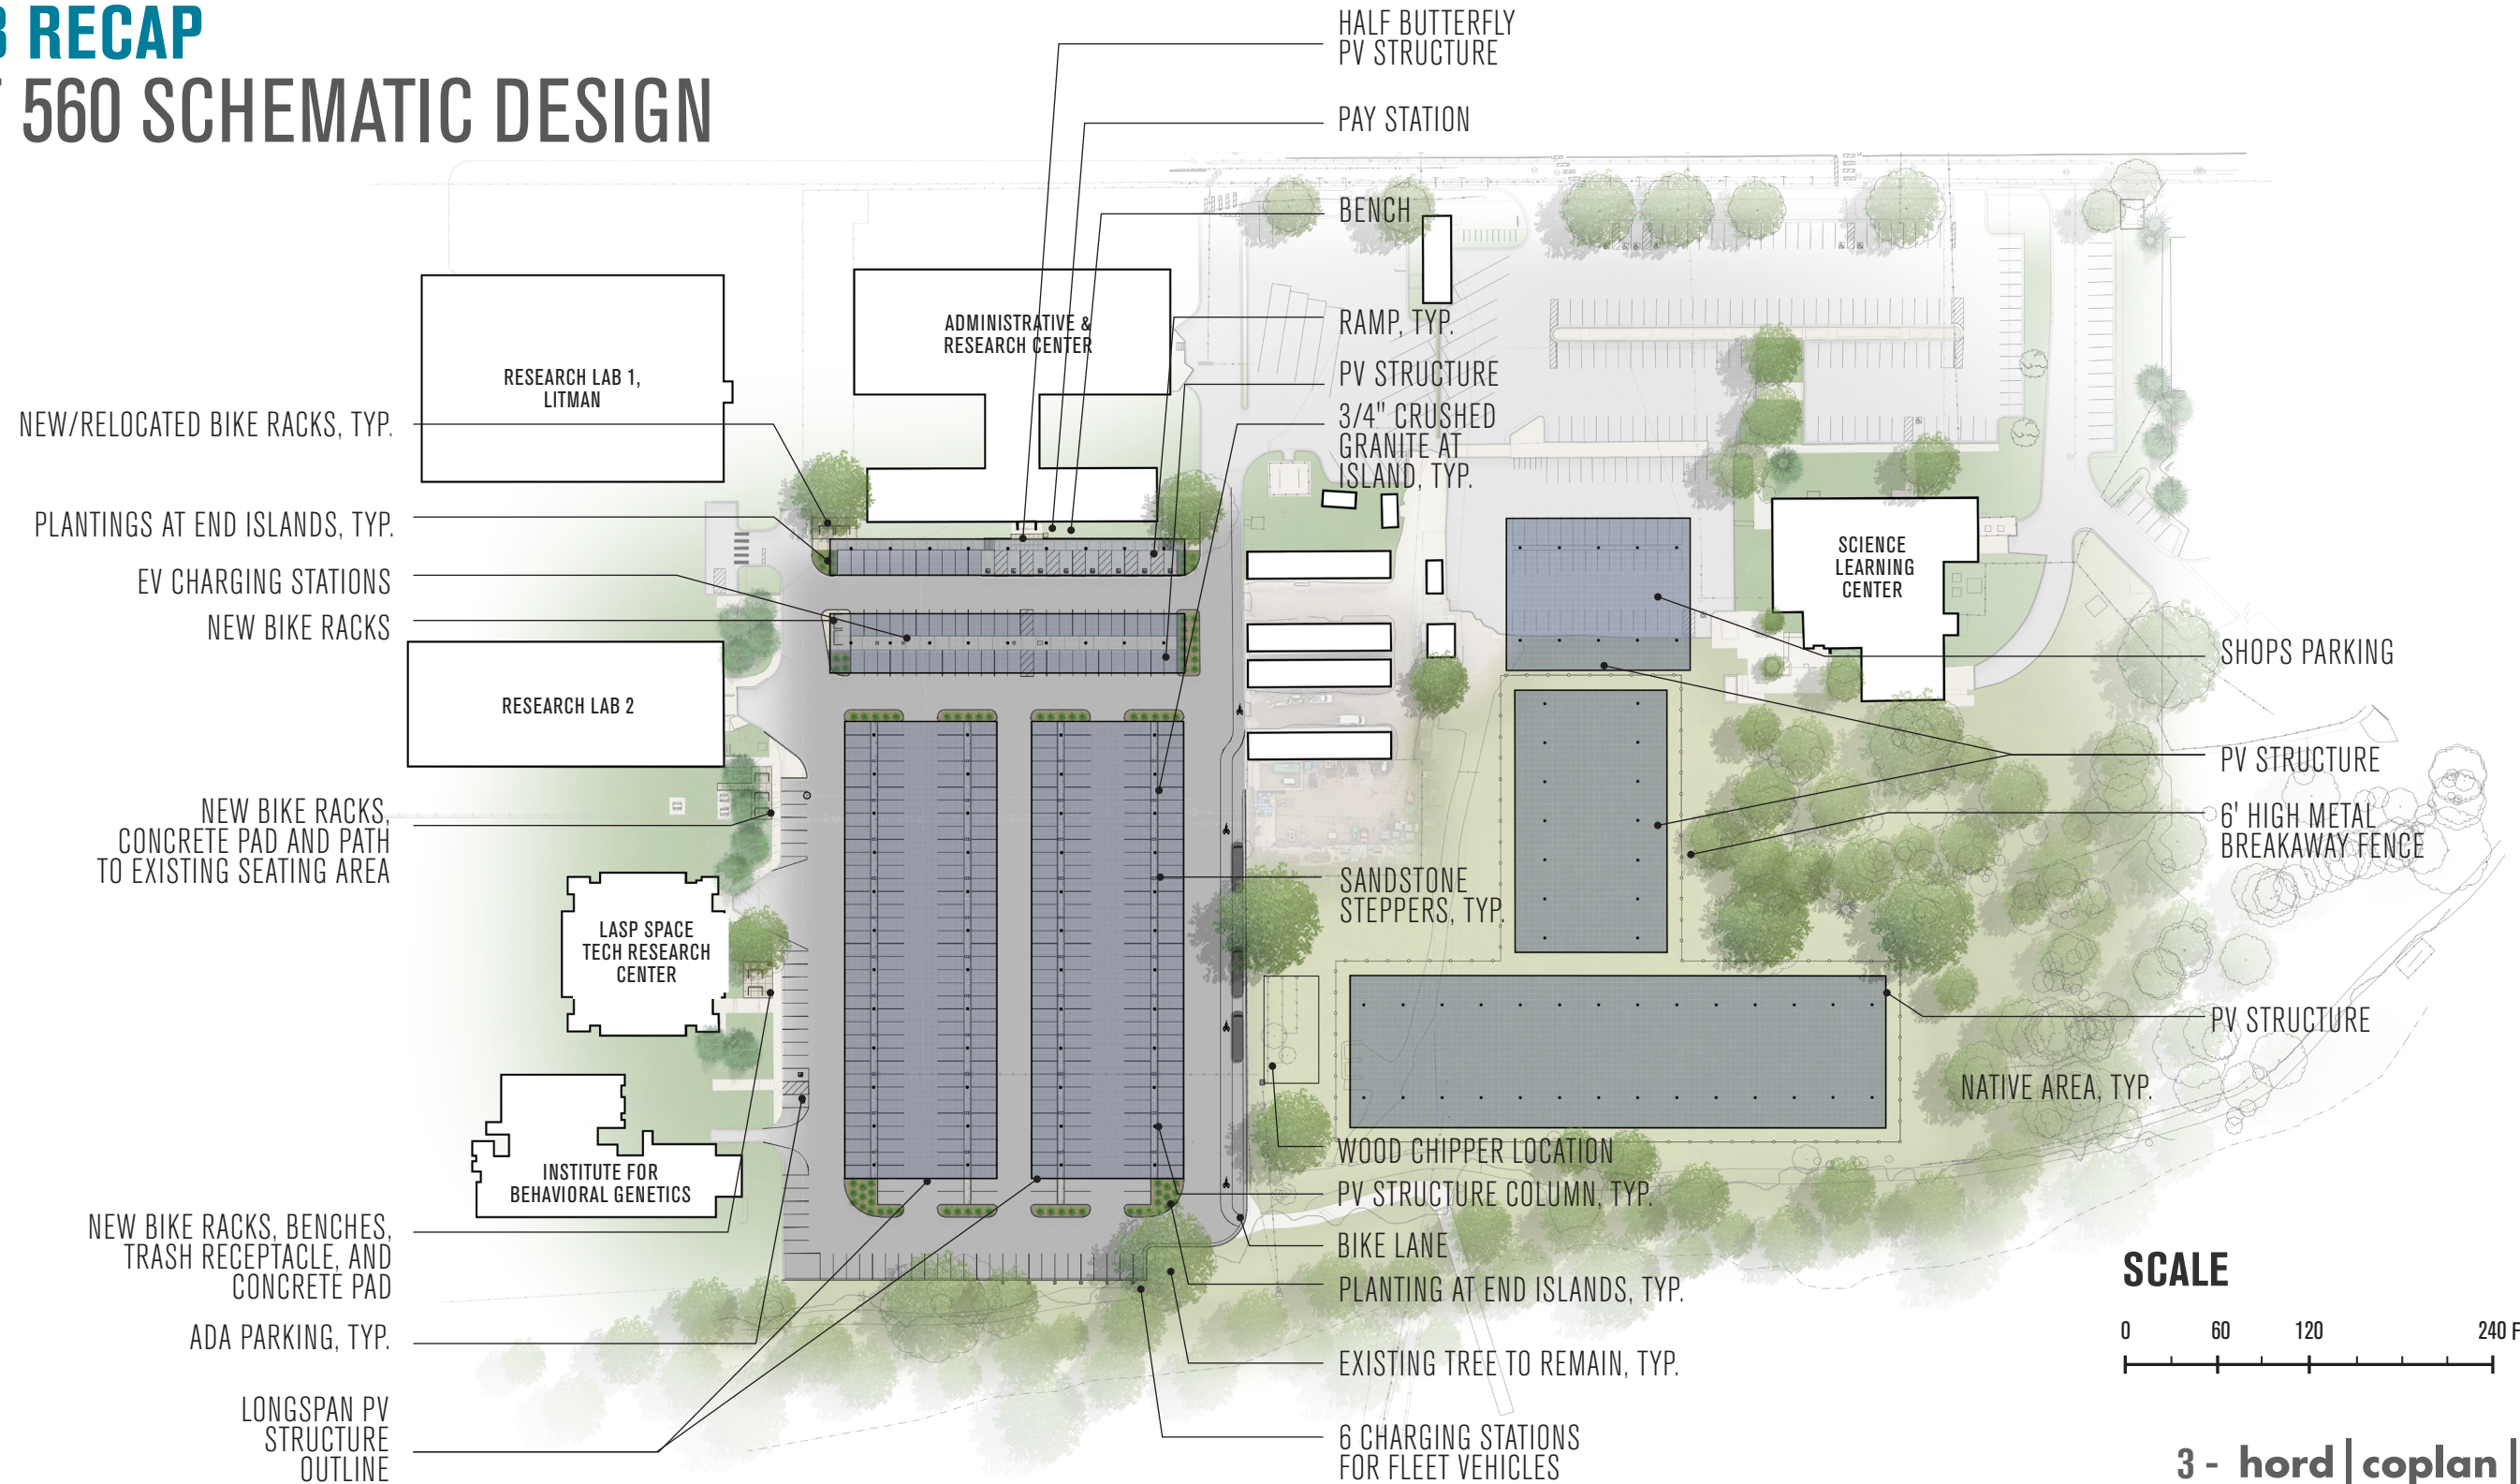 B RECAP
560 SCHEMATIC DESIGN
HALF BUTTERFLY
PV STRUCTURE
PAY STATION
BENCH
RAMP, TYP.
PV STRUCTURE
3/4" CRUSHED
GRANITE AT
ISLAND, TYP.
ADMINISTRATIVE &
RESEARCH CENTER
RESEARCH LAB 1,
LITMAN
NEW/RELOCATED BIKE RACKS, TYP.
PLANTINGS AT END ISLANDS, TYP.
EV CHARGING STATIONS
NEW BIKE RACKS
RESEARCH LAB 2
NEW BIKE RACKS,
CONCRETE PAD AND PATH
TO EXISTING SEATING AREA
LASP SPACE
TECH RESEARCH
CENTER
INSTITUTE FOR
BEHAVIORAL GENETICS
NEW BIKE RACKS, BENCHES,
TRASH RECEPTACLE, AND
CONCRETE PAD
ADA PARKING, TYP.
LONGSPAN PV
STRUCTURE
OUTLINE
SANDSTONE
STEPPERS, TYP.
WOOD CHIPPER LOCATION
PV STRUCTURE COLUMN, TYP.
BIKE LANE
PLANTING AT END ISLANDS, TYP.
EXISTING TREE TO REMAIN, TYP.
6 CHARGING STATIONS
FOR FLEET VEHICLES
SCIENCE
LEARNING
CENTER
SHOPS PARKING
PV STRUCTURE
6' HIGH METAL
BREAKAWAY FENCE
PV STRUCTURE
NATIVE AREA, TYP.
SCALE
0 60 120 240 F
3 - hord | coplan |